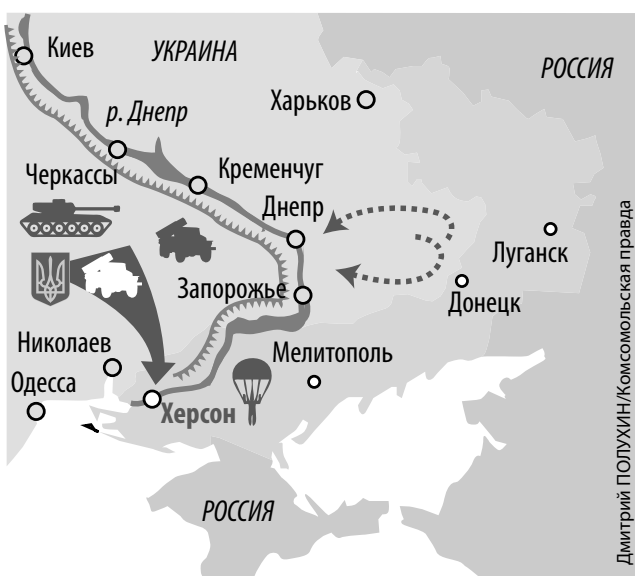 Киев
УКРАИНА
РОССИЯ
Харьков
р. Днепр
Черкассы
Кременчуг
Днепр
Луганск
Запорожье
Донецк
Николаев
Мелитополь
Одесса
Херсон
РОССИЯ
Дмитрий ПОЛУХИН/Комсомольская правда